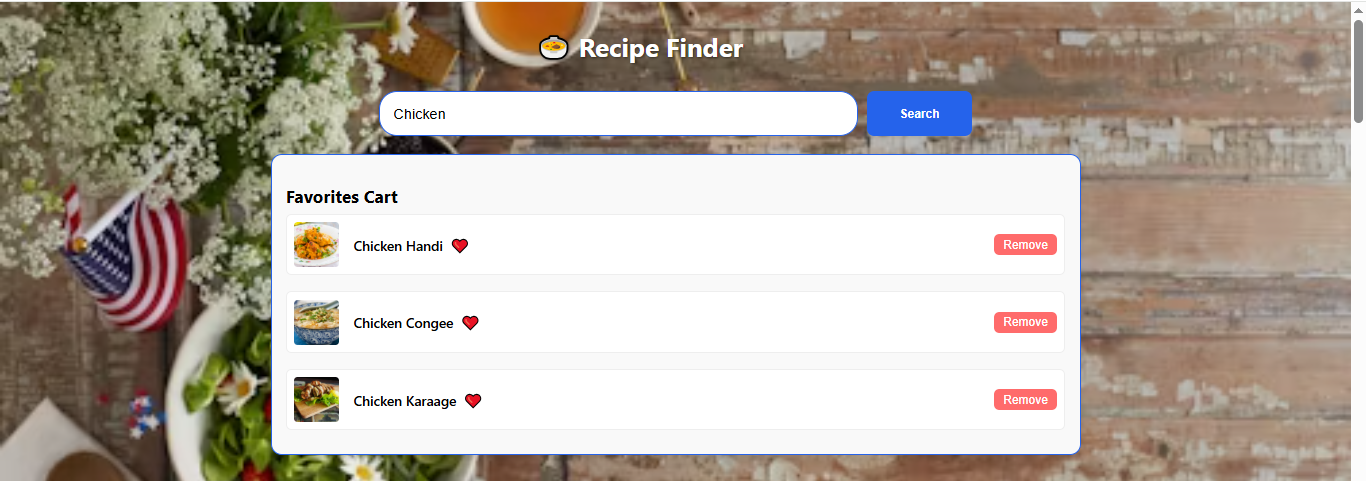 Recipe Finder
Chicken
Search
Favorites Cart
Chicken Handi
Remove
Chicken Congee
Remove
Chicken Karaage
Remove